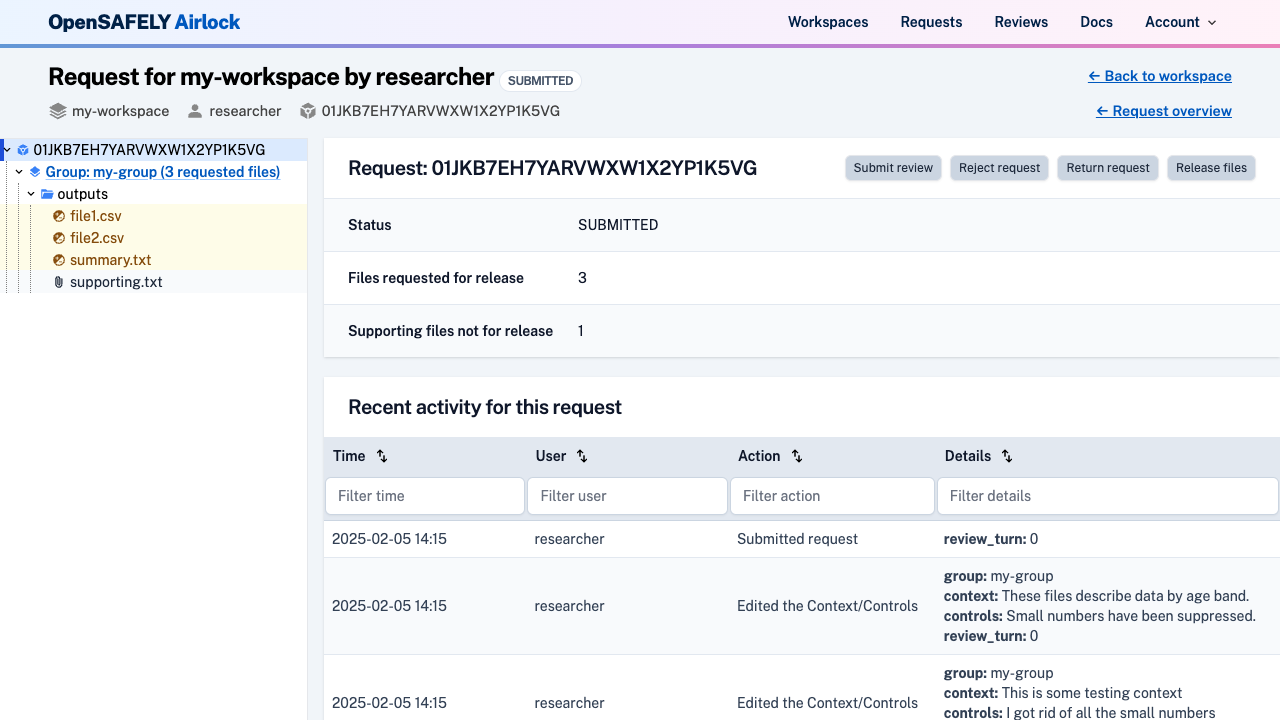 OpenSAFELY Airlock
Workspaces Requests Reviews Docs Account
Request for my-workspace by researcher SUBMITTED
← Back to workspace
my-workspace researcher 01JKB7EH7YARVWXW1X2YP1K5VG
← Request overview
01JKB7EH7YARVWXW1X2YP1K5VG
Group: my-group (3 requested files)
outputs
file1.csv
file2.csv
summary.txt
supporting.txt
Request: 01JKB7EH7YARVWXW1X2YP1K5VG
Submit review Reject request Return request Release files
Status SUBMITTED
Files requested for release 3
Supporting files not for release 1
Recent activity for this request
Time User Action Details
Filter time Filter user Filter action Filter details
2025-02-05 14:15 researcher Submitted request review_turn: 0
group: my-group
context: These files describe data by age band.
2025-02-05 14:15 researcher Edited the Context/Controls
controls: Small numbers have been suppressed.
review_turn: 0
group: my-group
context: This is some testing context
2025-02-05 14:15 researcher Edited the Context/Controls
controls: I got rid of all the small numbers